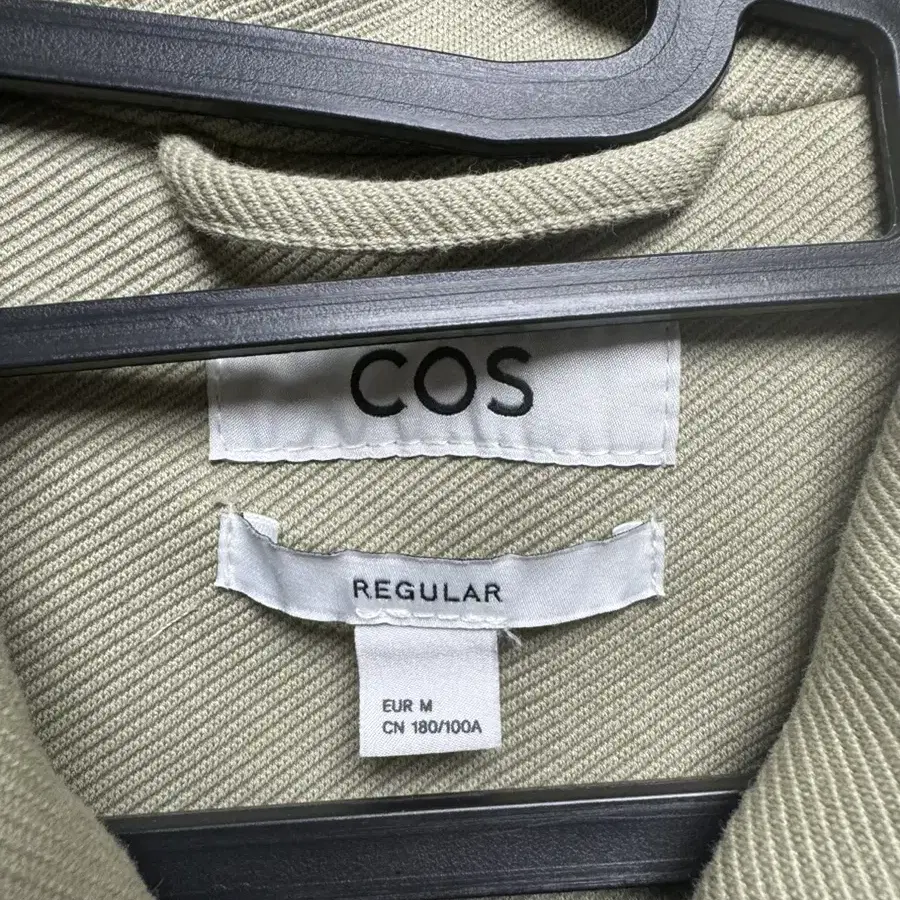 COS
REGULAR
EUR M
CN 180/100A